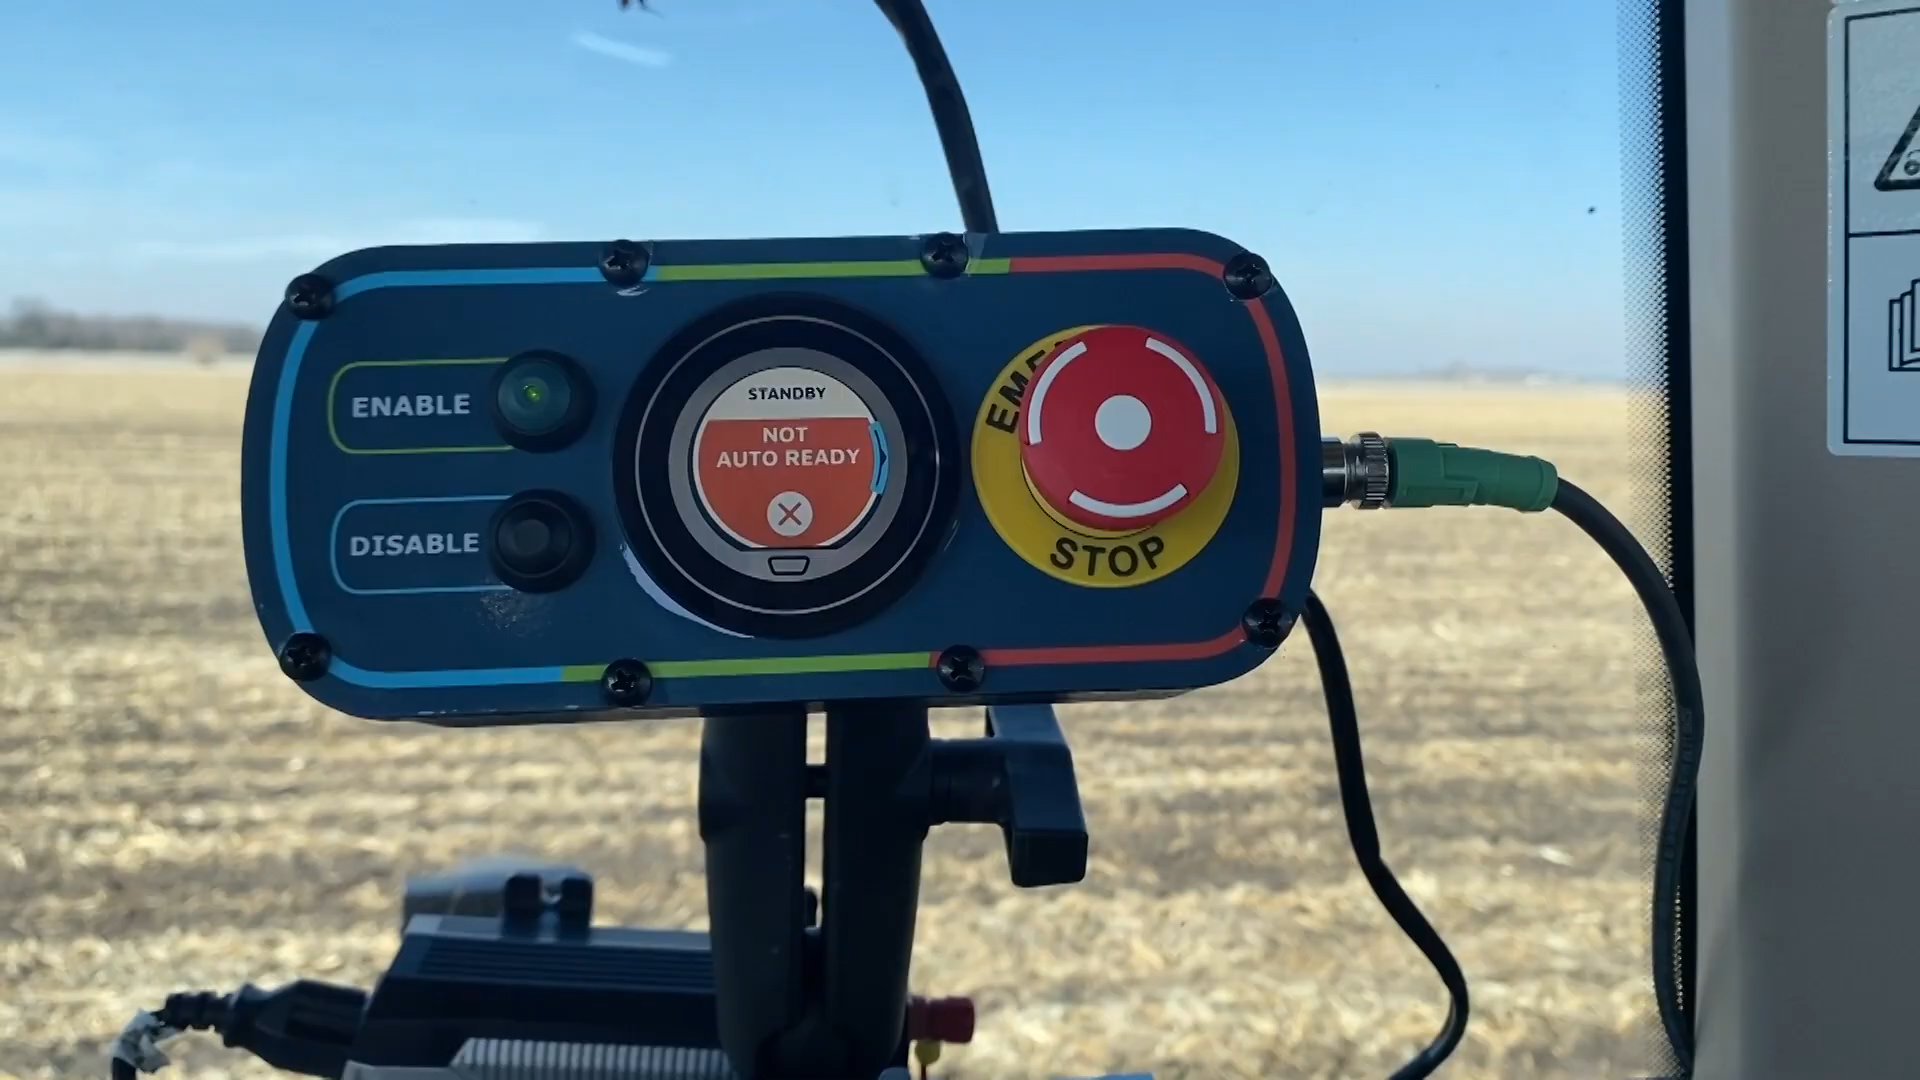 ENABLE
DISABLE
STANDBY
NOT
AUTO READY
STOP